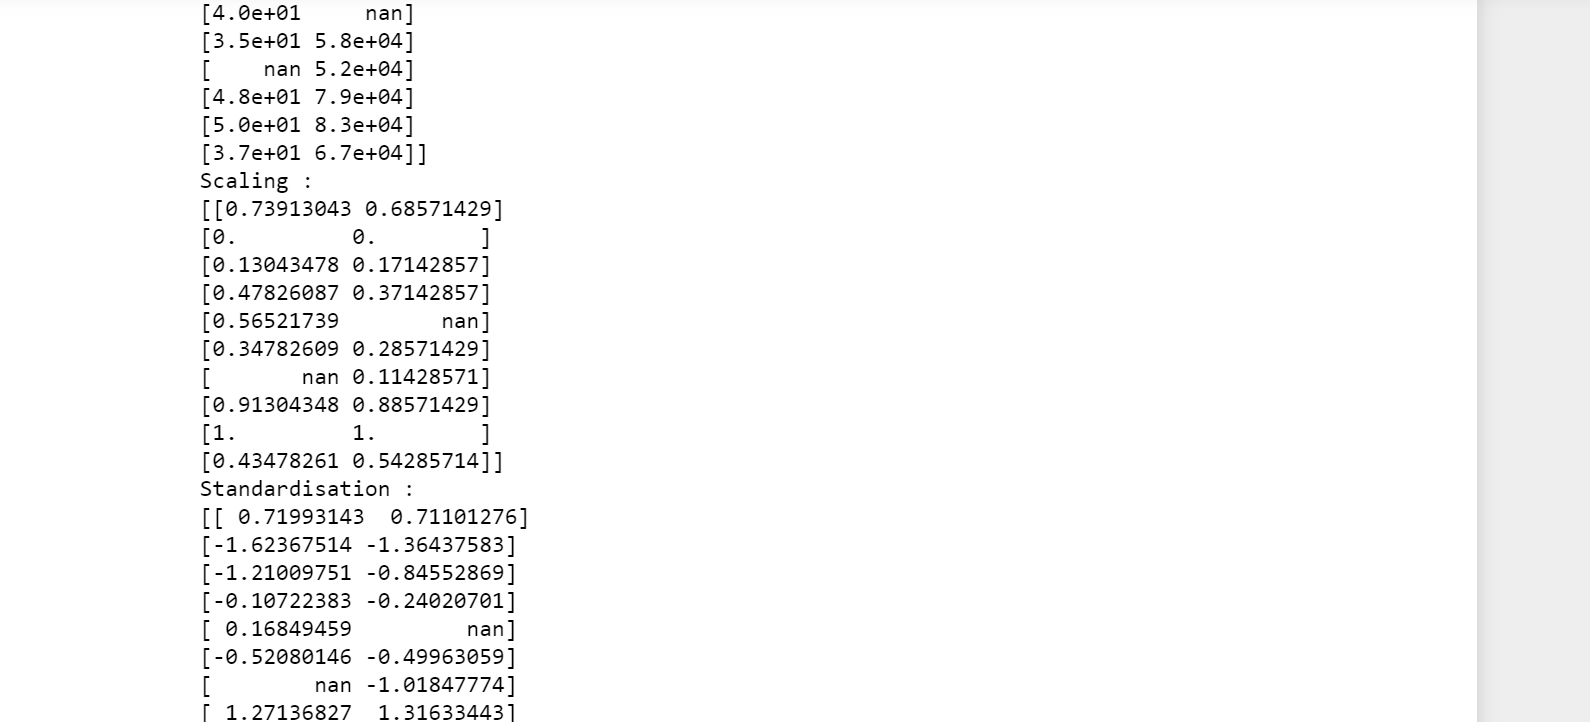 [4.0e+01     nan]
[3.5e+01 5.8e+04]
[    nan 5.2e+04]
[4.8e+01 7.9e+04]
[5.0e+01 8.3e+04]
[3.7e+01 6.7e+04]]
Scaling :
[[0.73913043 0.68571429]
[0.         0.        ]
[0.13043478 0.17142857]
[0.47826087 0.37142857]
[0.56521739        nan]
[0.34782609 0.28571429]
[       nan 0.11428571]
[0.91304348 0.88571429]
[1.         1.        ]
[0.43478261 0.54285714]]
Standardisation :
[[ 0.71993143  0.71101276]
[-1.62367514 -1.36437583]
[-1.21009751 -0.84552869]
[-0.10722383 -0.24020701]
[ 0.16849459         nan]
[-0.52080146 -0.49963059]
[        nan -1.01847774]
[ 1.27136827  1.31633443]